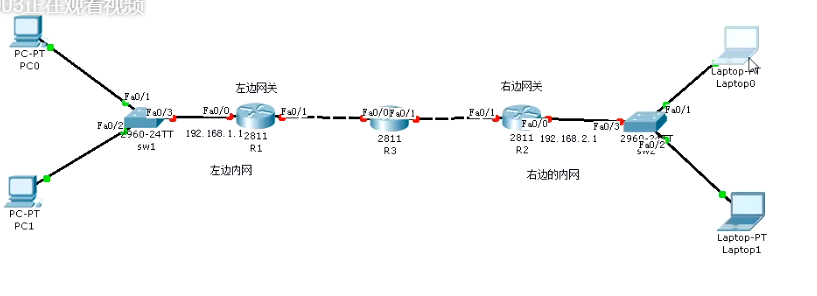 003正在观看视频
PC-PT
PC0
Fa0/1
Fa0/3
Fa0/2
2960-24TT
sw1
PC-PT
PC1
左边网关
Fa0/0
Fa0/1
192.168.1.1
2811
R1
左边内网
Fa0/0
Fa0/1
2811
R3
右边网关
Fa0/1
Fa0/0
2811
R2
192.168.2.1
右边的内网
Fa0/3
Fa0/1
Fa0/2
Laptop-PT
Laptop0
Laptop-PT
Laptop1